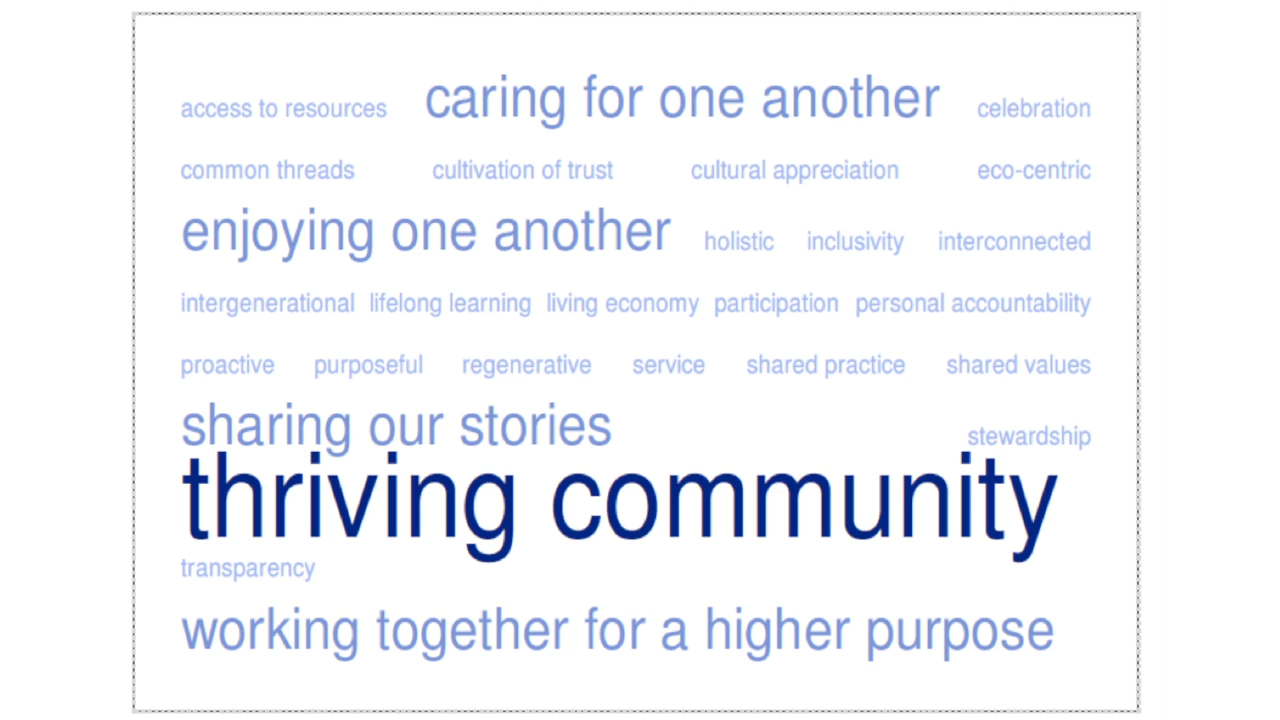 access to resources caring for one another celebration
common threads cultivation of trust cultural appreciation eco-centric
enjoying one another holistic inclusivity interconnected
intergenerational lifelong learning living economy participation personal accountability
proactive purposeful regenerative service shared practice shared values
sharing our stories stewardship
thriving community
transparency
working together for a higher purpose